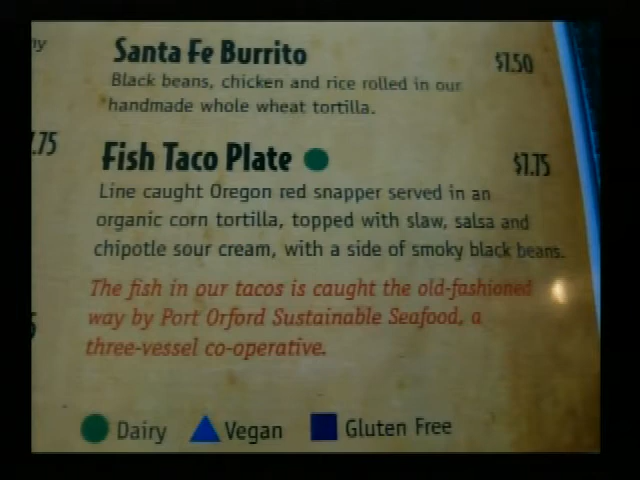 Santa Fe Burrito $7.50
Black beans, chicken and rice rolled in our
handmade whole wheat tortilla.
.75
Fish Taco Plate $7.75
Line caught Oregon red snapper served in an
organic corn tortilla, topped with slaw, salsa and
chipotle sour cream, with a side of smoky black beans.
The fish in our tacos is caught the old-fashioned
way by Port Orford Sustainable Seafood, a
three-vessel co-operative.
Dairy Vegan Gluten Free